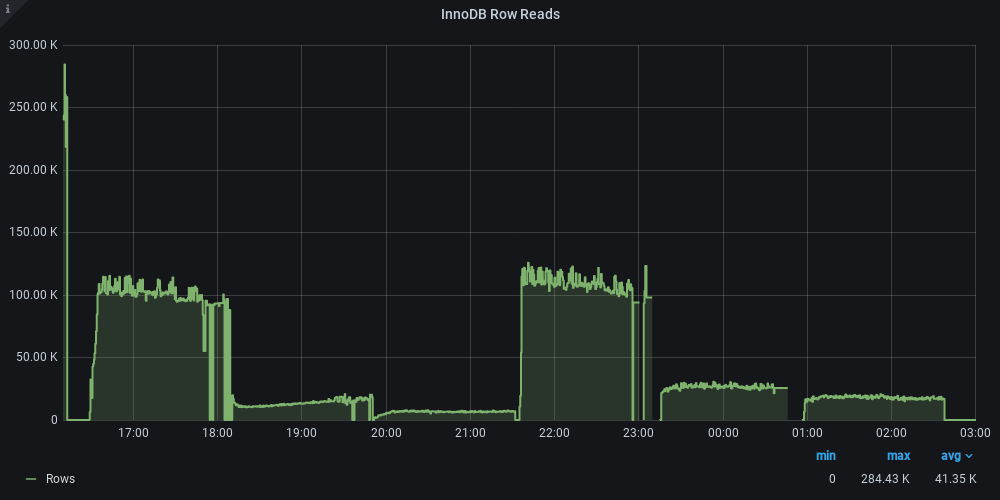 i
InnoDB Row Reads
300.00 K
250.00 K
200.00 K
150.00 K
100.00 K
50.00 K
0
17:00 18:00 19:00 20:00 21:00 22:00 23:00 00:00 01:00 02:00 03:00
min max avg
Rows 0 284.43 K 41.35 K